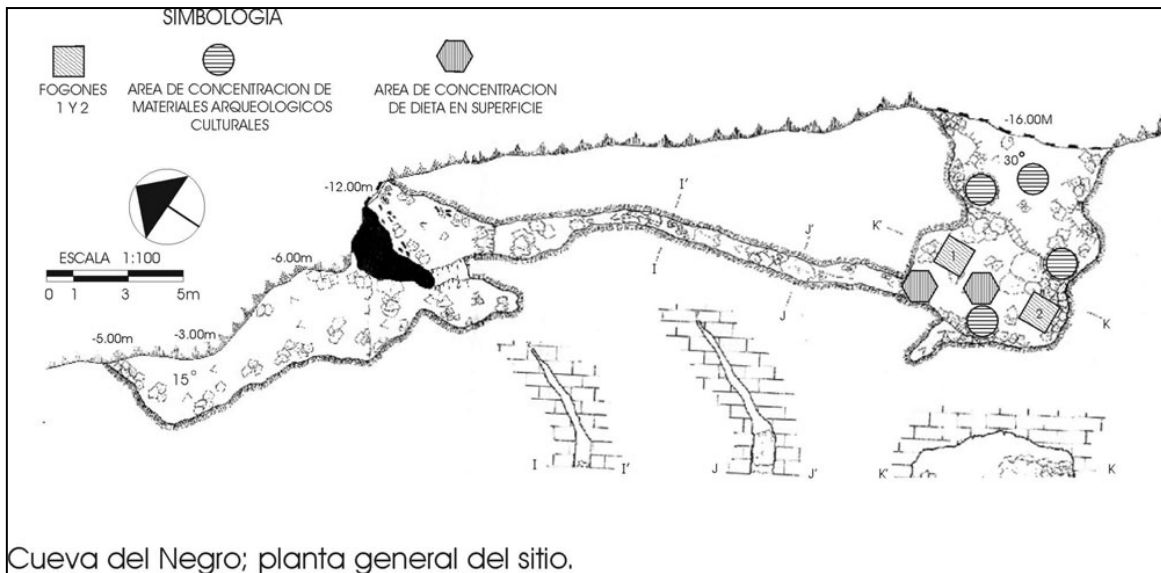 SIMBOLOGIA
FOGONES
1 Y 2
AREA DE CONCENTRACION DE
MATERIALES ARQUEOLOGICOS
CULTURALES
AREA DE CONCENTRACION
DE DIETA EN SUPERFICIE
-16.00M
30°
-12.00m
I'
J'
K'
1
ESCALA 1:100
-6.00m
0 1 3 5m
I
J
2
K
-5.00m
-3.00m
15°
I I'
J J'
K' K
Cueva del Negro; planta general del sitio.